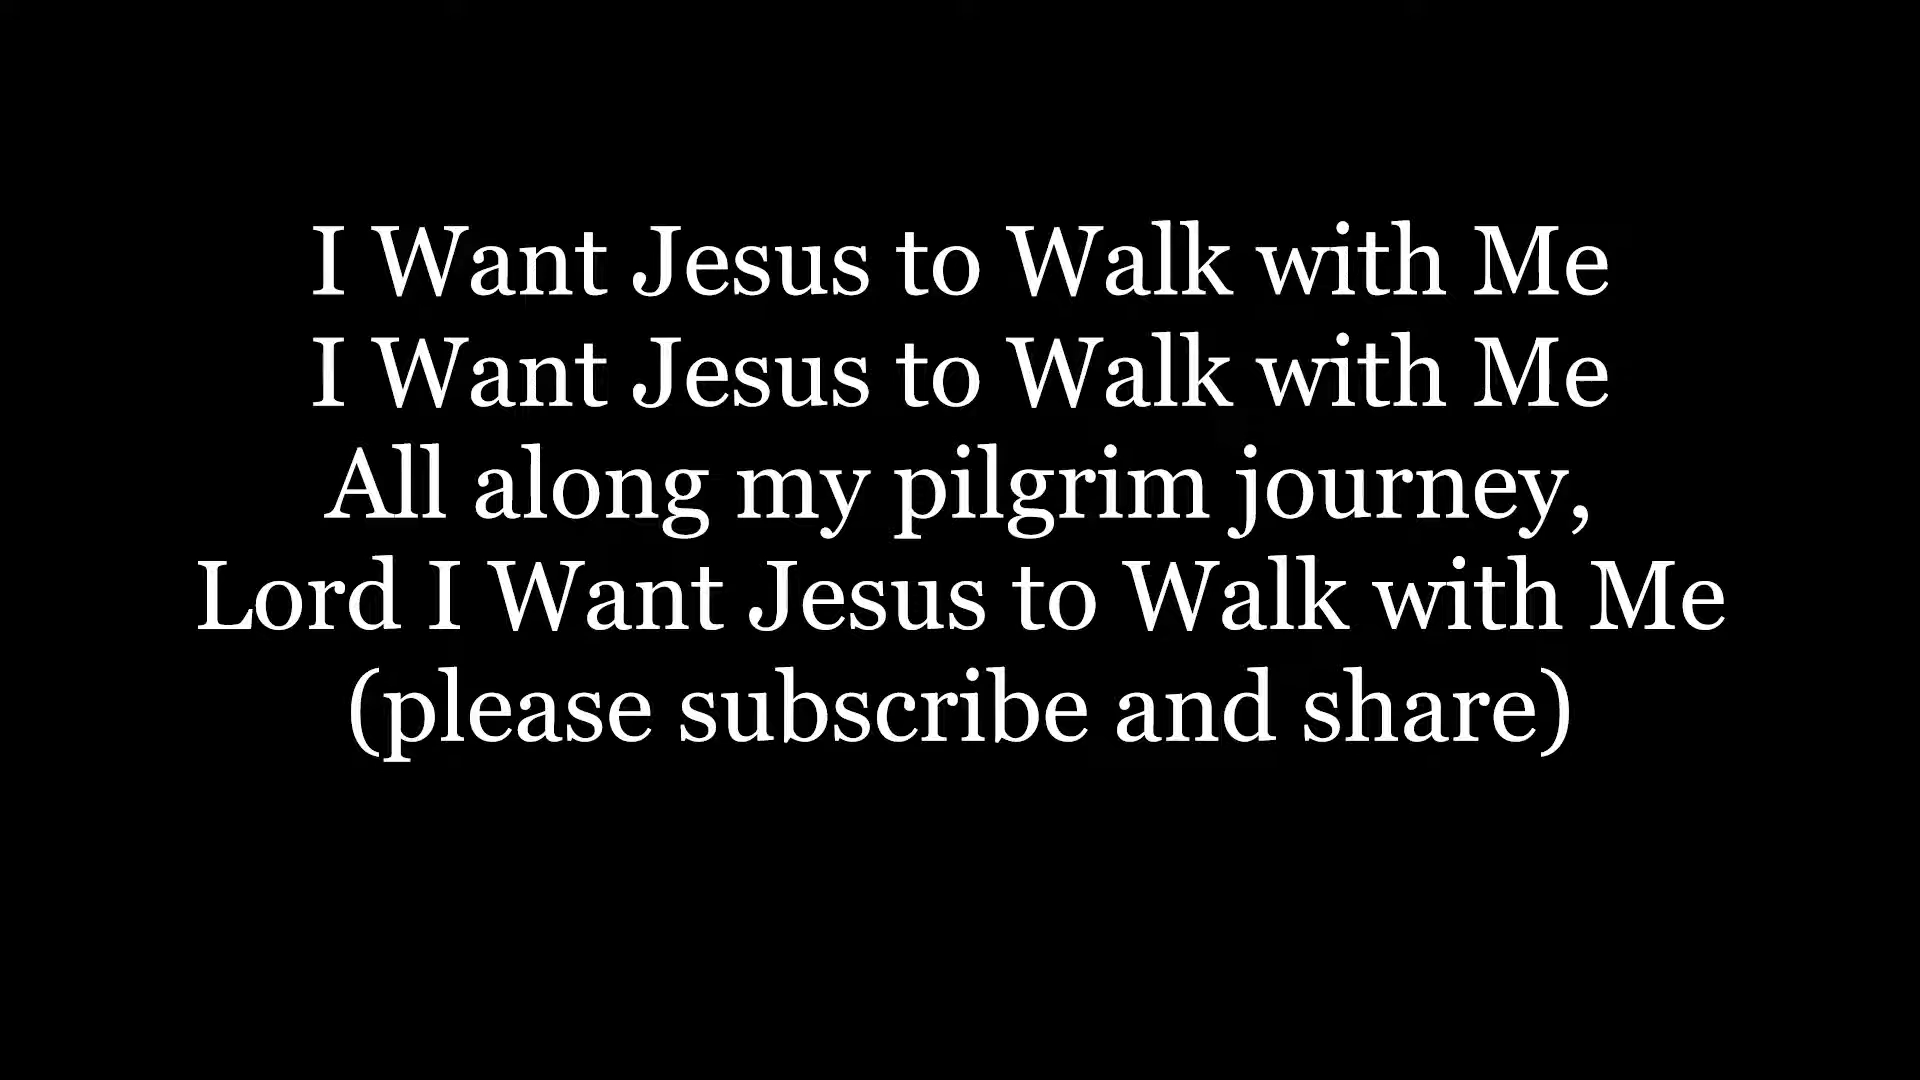 I Want Jesus to Walk with Me
I Want Jesus to Walk with Me
All along my pilgrim journey,
Lord I Want Jesus to Walk with Me
(please subscribe and share)